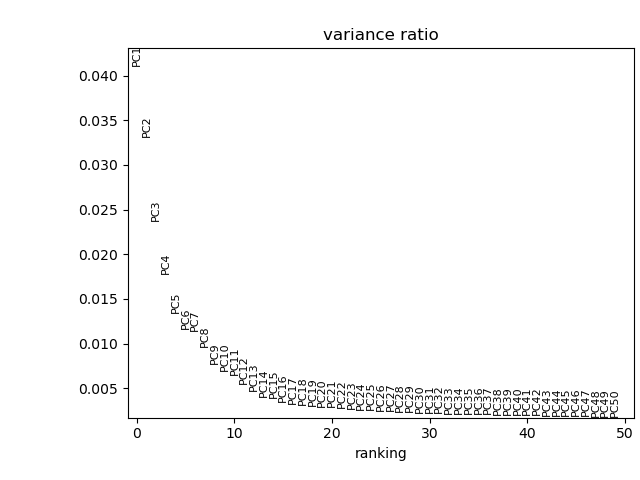 variance ratio
0.040
0.035
0.030
0.025
0.020
0.015
0.010
0.005
PC1
PC2
PC3
PC4
PC5
PC6
PC7
PC8
PC9
PC10
PC11
PC12
PC13
PC14
PC15
PC16
PC17
PC18
PC19
PC20
PC21
PC22
PC23
PC24
PC25
PC26
PC27
PC28
PC29
PC30
PC31
PC32
PC33
PC34
PC35
PC36
PC37
PC38
PC39
PC40
PC41
PC42
PC43
PC44
PC45
PC46
PC47
PC48
PC49
PC50
0 10 20 30 40 50
ranking